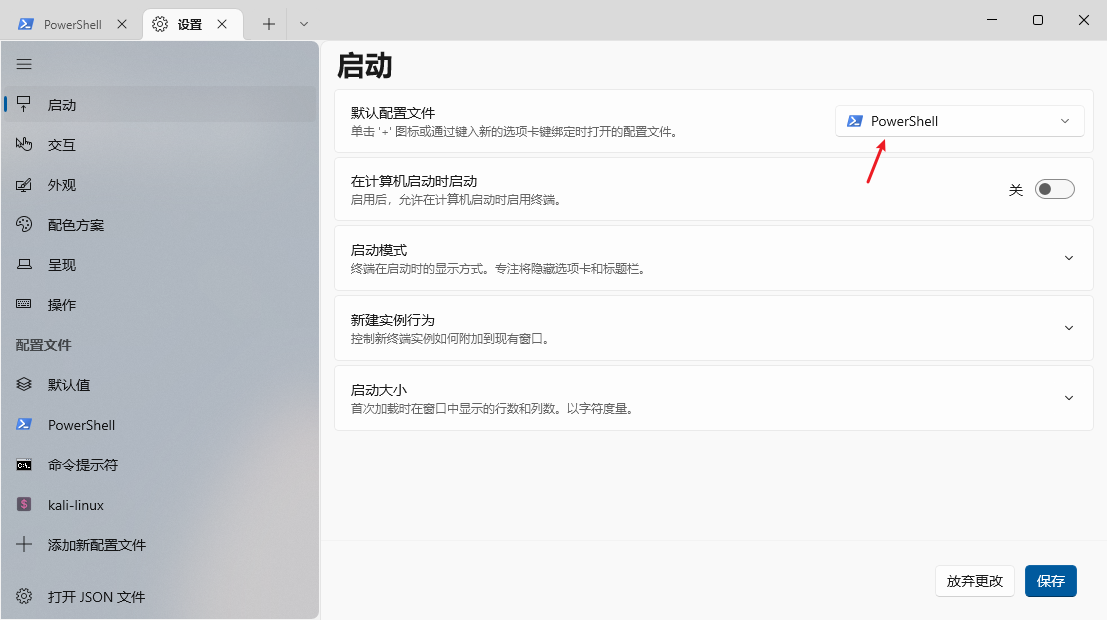 PowerShell
设置
启动
交互
外观
配色方案
呈现
操作
配置文件
默认值
PowerShell
命令提示符
kali-linux
添加新配置文件
打开 JSON 文件
启动
默认配置文件
单击 '+' 图标或通过键入新的选项卡键绑定时打开的配置文件。
PowerShell
在计算机启动时启动
启用后，允许在计算机启动时启用终端。
关
启动模式
终端在启动时的显示方式。专注将隐藏选项卡和标题栏。
新建实例行为
控制新终端实例如何附加到现有窗口。
启动大小
首次加载时在窗口中显示的行数和列数。以字符度量。
放弃更改
保存